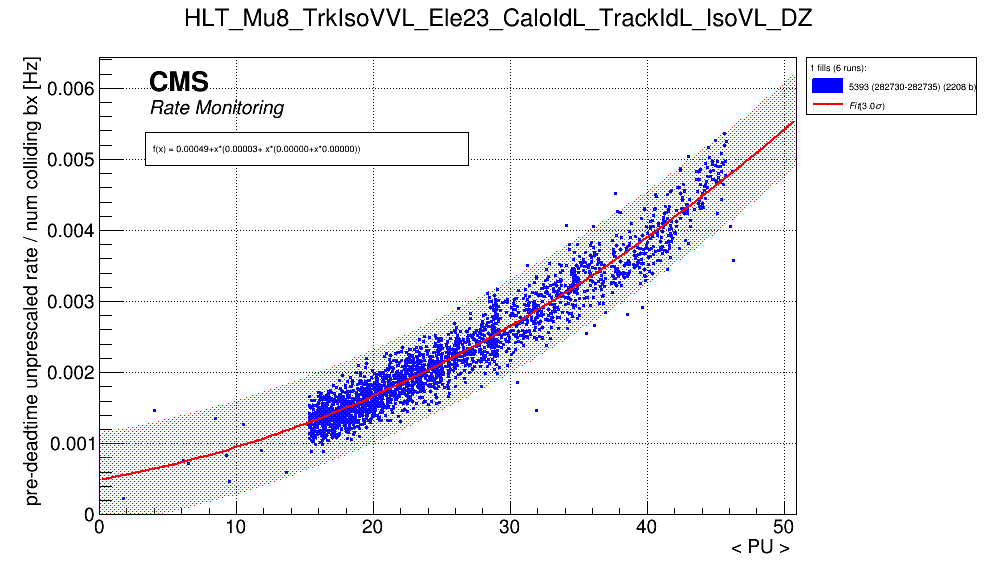 HLT_Mu8_TrkIsoVVL_Ele23_CaloIdL_TrackIdL_IsoVL_DZ
pre-deadtime unprescaled rate / num colliding bx [Hz]
CMS
Rate Monitoring
f(x) = 0.00049+x*(0.00003+ x*(0.00000+x*0.00000))
0.006
0.005
0.004
0.003
0.002
0.001
0
0 10 20 30 40 50
< PU >
1 fills (6 runs):
5393 (282730-282735) (2208 b)
Fit(3.0σ)